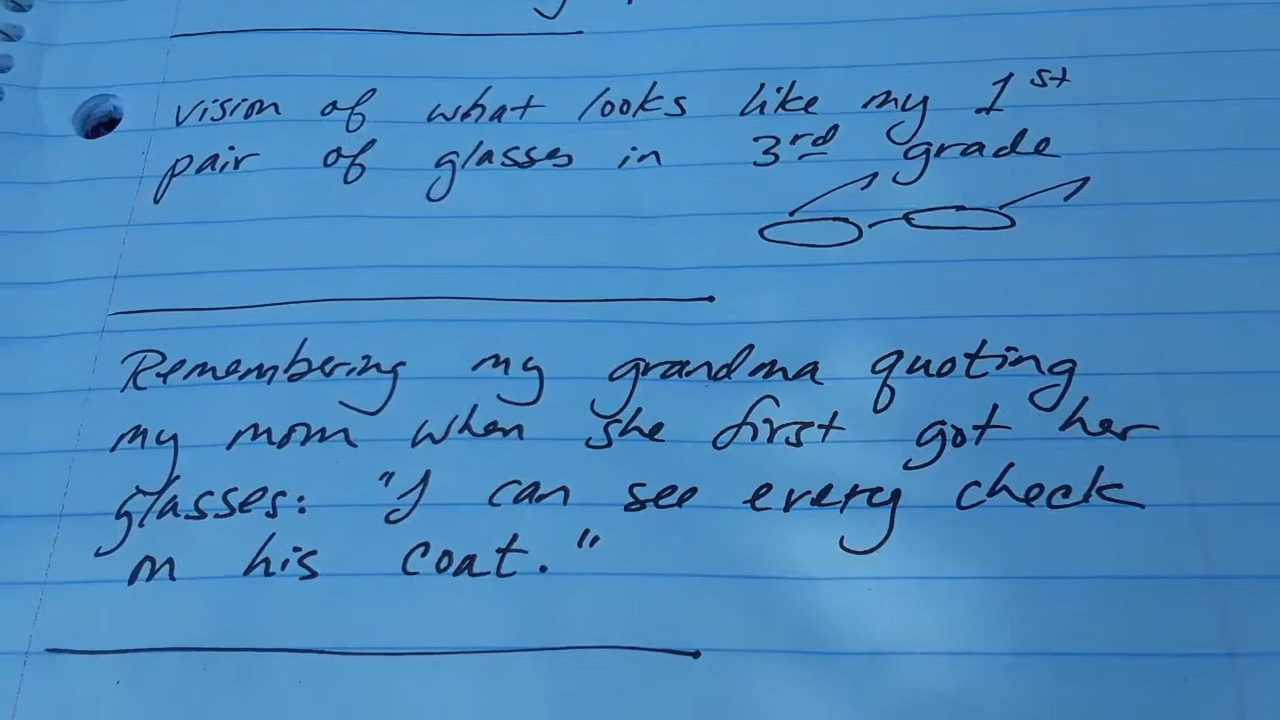 vision of what looks like my 1st
pair of glasses in 3rd grade
Remembering my grandma quoting
my mom when she first got her
glasses: "I can see every check
on his coat."